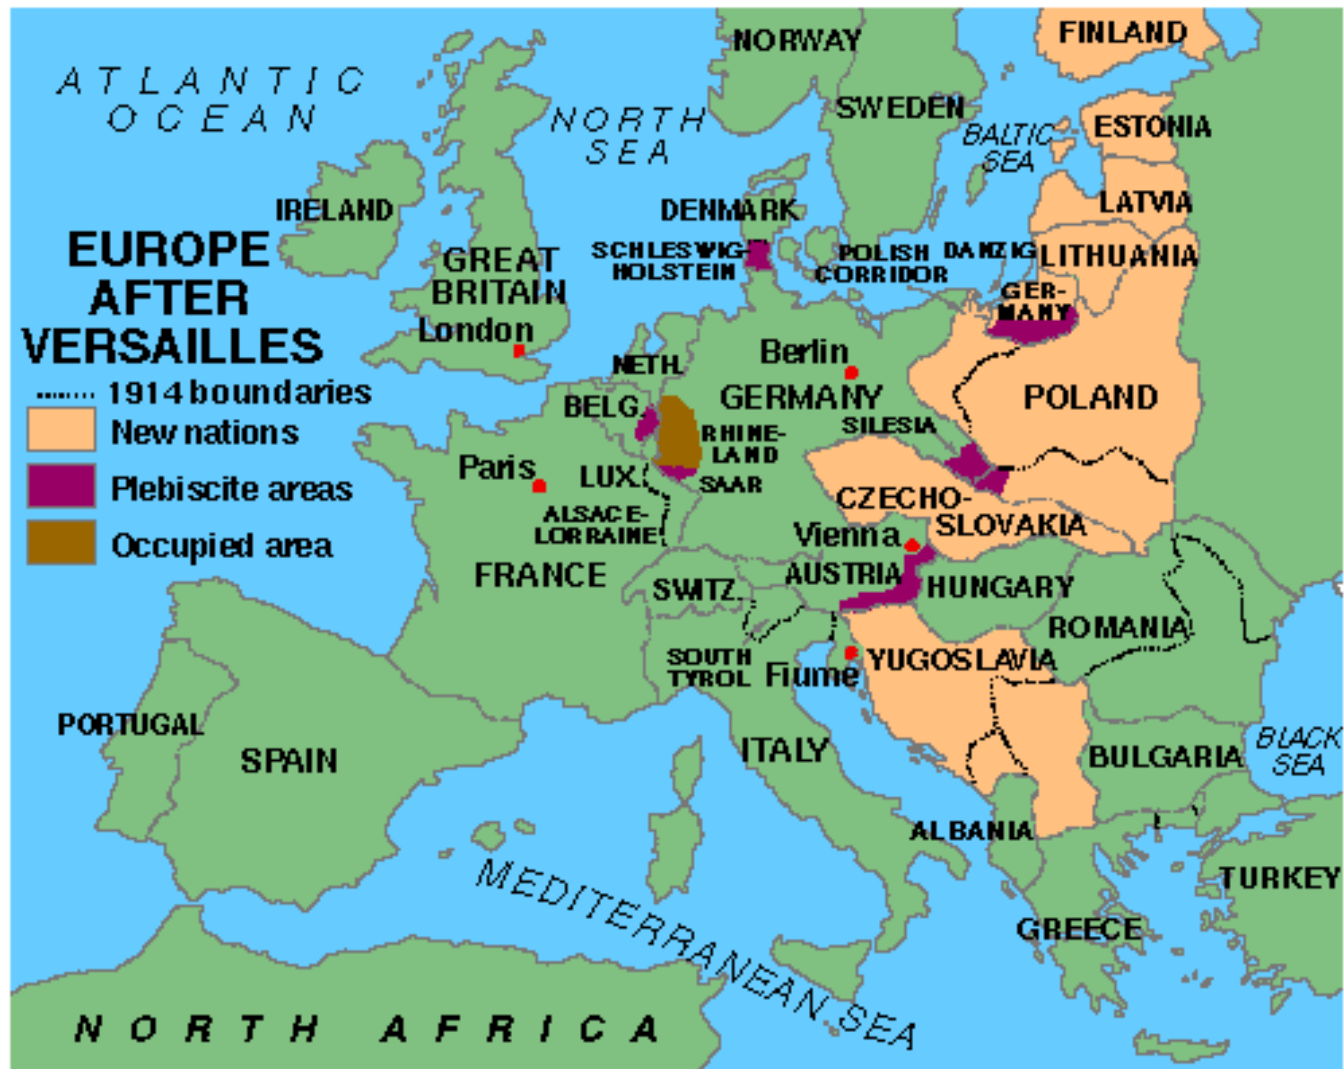 ATLANTIC
OCEAN
NORTH
SEA
NORWAY
SWEDEN
FINLAND
BALTIC
SEA
ESTONIA
LATVIA
LITHUANIA
IRELAND
GREAT
BRITAIN
London
DENMARK
SCHLESWIG-
HOLSTEIN
POLISH
CORRIDOR
DANZIG
GER-
MANY
EUROPE
AFTER
VERSAILLES
1914 boundaries
New nations
Plebiscite areas
Occupied area
NETH.
BELG.
LUX.
Berlin
GERMANY
POLAND
SILESIA
RHINE-
LAND
SAAR
Paris
ALSACE-
LORRAINE
FRANCE
CZECHO-
SLOVAKIA
Vienna
AUSTRIA
HUNGARY
SWITZ.
ROMANIA
SOUTH
TYROL
Fiume
YUGOSLAVIA
PORTUGAL
SPAIN
ITALY
BULGARIA
BLACK
SEA
ALBANIA
TURKEY
GREECE
MEDITERRANEAN SEA
NORTH AFRICA